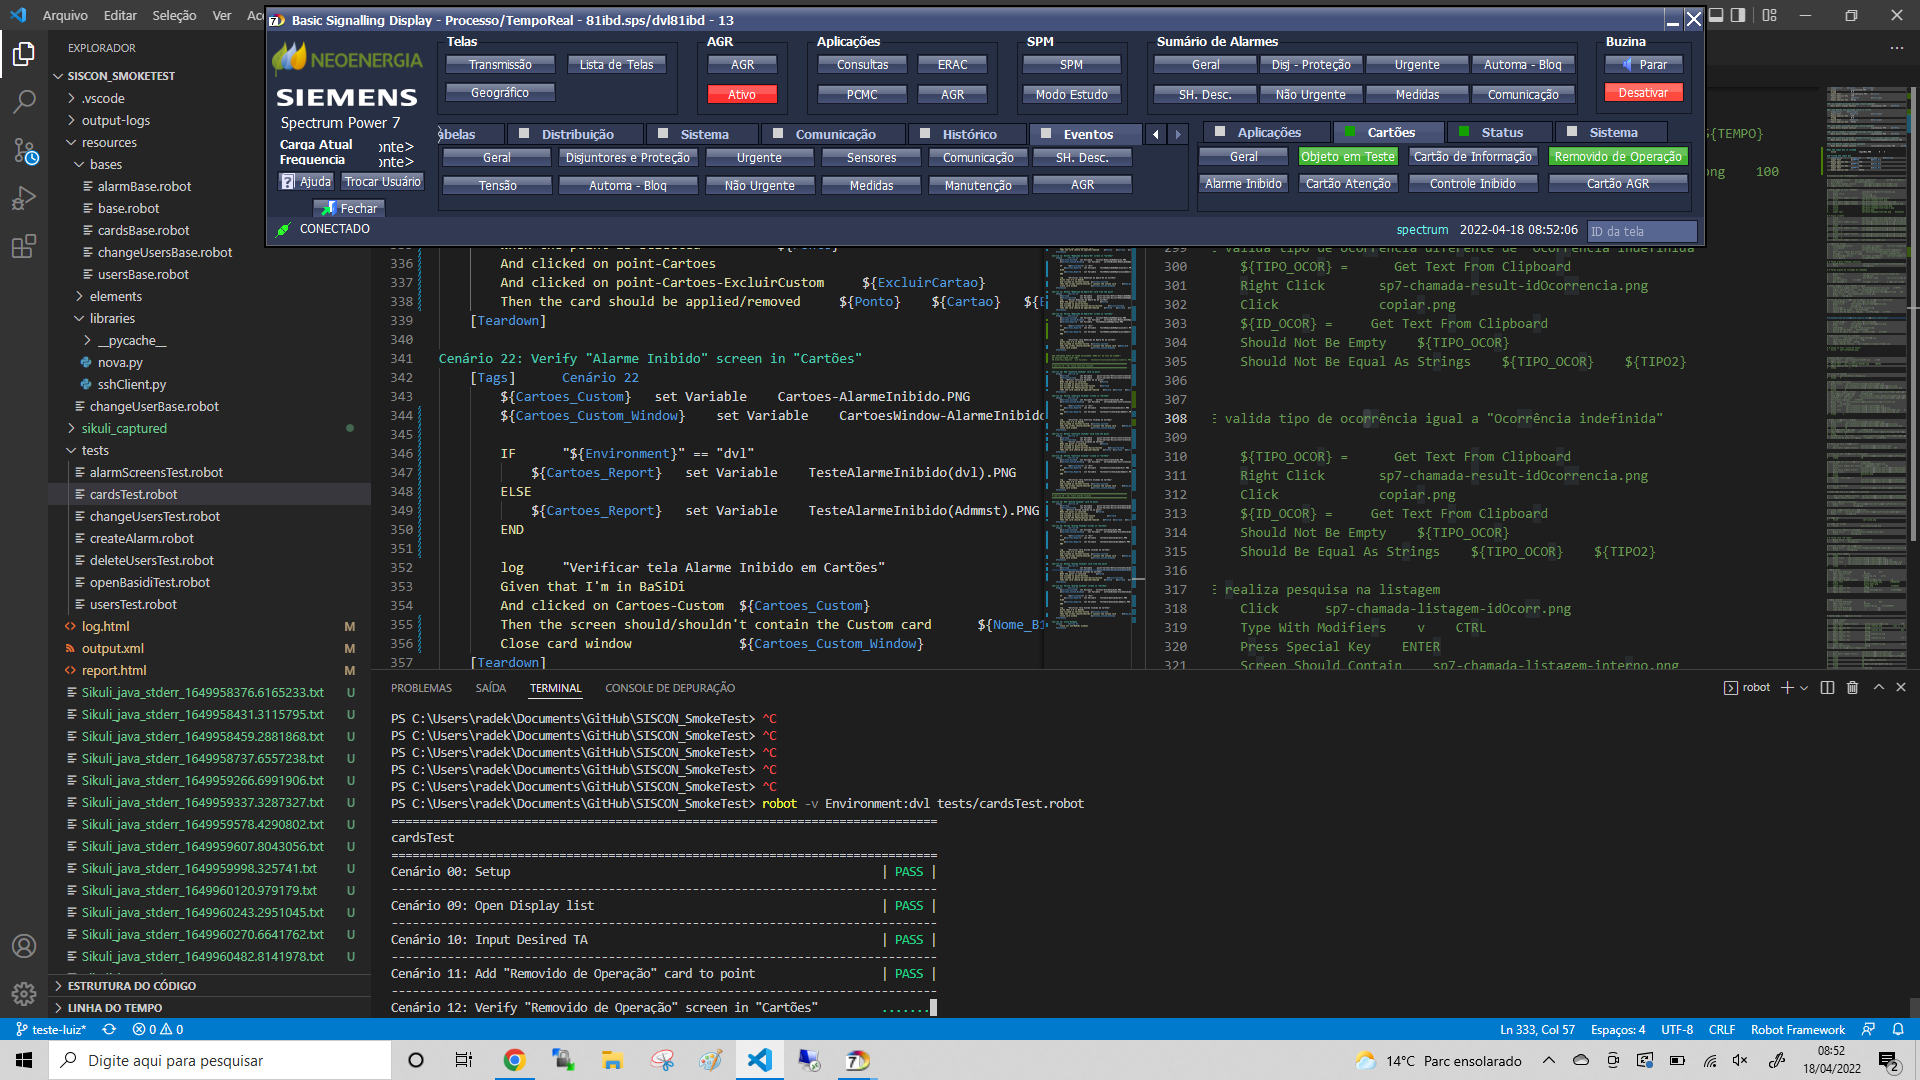 Arquivo Editar Seleção Ver
Basic Signalling Display - Processo/TempoReal - 81ibd.sps/dvl81ibd - 13
NEOENERGIA
SIEMENS
Spectrum Power 7
Carga Atual onte>
Frequencia onte>
Ajuda Trocar Usuário
Fechar
CONECTADO
Telas
Transmissão Lista de Telas
Geográfico
AGR
AGR
Ativo
Aplicações
Consultas ERAC
PCMC AGR
SPM
SPM
Modo Estudo
Sumário de Alarmes
Geral Disj - Proteção Urgente Automa - Bloq
SH. Desc. Não Urgente Medidas Comunicação
Buzina
Parar
Desativar
abelas Distribuição Sistema Comunicação Histórico Eventos
Geral Disjuntores e Proteção Urgente Sensores Comunicação SH. Desc.
Tensão Automa - Bloq Não Urgente Medidas Manutenção AGR
Aplicações Cartões Status Sistema
Geral Objeto em Teste Cartão de Informação Removido de Operação
Alarme Inibido Cartão Atenção Controle Inibido Cartão AGR
spectrum 2022-04-18 08:52:06 ID da tela
EXPLORADOR
SISCON_SMOKETEST
.vscode
output-logs
resources
bases
alarmBase.robot
base.robot
cardsBase.robot
changeUsersBase.robot
usersBase.robot
elements
libraries
__pycache__
nova.py
sshClient.py
changeUserBase.robot
sikuli_captured
tests
alarmScreensTest.robot
cardsTest.robot
changeUsersTest.robot
createAlarm.robot
deleteUsersTest.robot
openBasidiTest.robot
usersTest.robot
log.html M
output.xml M
report.html M
Sikuli_java_stderr_1649958376.6165233.txt U
Sikuli_java_stderr_1649958431.3115795.txt U
Sikuli_java_stderr_1649958459.2881868.txt U
Sikuli_java_stderr_1649958737.6557238.txt U
Sikuli_java_stderr_1649959266.6991906.txt U
Sikuli_java_stderr_1649959337.3287327.txt U
Sikuli_java_stderr_1649959578.4290802.txt U
Sikuli_java_stderr_1649959607.8043056.txt U
Sikuli_java_stderr_1649959998.325741.txt U
Sikuli_java_stderr_1649960120.979179.txt U
Sikuli_java_stderr_1649960243.2951045.txt U
Sikuli_java_stderr_1649960270.6641762.txt U
Sikuli_java_stderr_1649960482.8141978.txt U
ESTRUTURA DO CÓDIGO
LINHA DO TEMPO
336 And clicked on point-Cartoes
337 And clicked on point-Cartoes-ExcluirCustom ${ExcluirCartao}
338 Then the card should be applied/removed ${Ponto} ${Cartao}
339 [Teardown]
340
341 Cenário 22: Verify "Alarme Inibido" screen in "Cartões"
342 [Tags] Cenário 22
343 ${Cartoes_Custom} set Variable Cartoes-AlarmeInibido.PNG
344 ${Cartoes_Custom_Window} set Variable CartoesWindow-AlarmeInibido
345
346 IF "${Environment}" == "dvl"
347 ${Cartoes_Report} set Variable TesteAlarmeInibido(dvl).PNG
348 ELSE
349 ${Cartoes_Report} set Variable TesteAlarmeInibido(Admmst).PNG
350 END
351
352 log "Verificar tela Alarme Inibido em Cartões"
353 Given that I'm in BaSiDi
354 And clicked on Cartoes-Custom ${Cartoes_Custom}
355 Then the screen should/shouldn't contain the Custom card ${Nome_B1
356 Close card window ${Cartoes_Custom_Window}
357 [Teardown]
${TEMPO}
ng 100
299 valida tipo de ocorrência diferente de "Ocorrência indefinida"
300 ${TIPO_OCOR} = Get Text From Clipboard
301 Right Click sp7-chamada-result-idOcorrencia.png
302 Click copiar.png
303 ${ID_OCOR} = Get Text From Clipboard
304 Should Not Be Empty ${TIPO_OCOR}
305 Should Not Be Equal As Strings ${TIPO_OCOR} ${TIPO2}
306
307
308 valida tipo de ocorrência igual a "Ocorrência indefinida"
309
310 ${TIPO_OCOR} = Get Text From Clipboard
311 Right Click sp7-chamada-result-idOcorrencia.png
312 Click copiar.png
313 ${ID_OCOR} = Get Text From Clipboard
314 Should Not Be Empty ${TIPO_OCOR}
315 Should Be Equal As Strings ${TIPO_OCOR} ${TIPO2}
316
317 realiza pesquisa na listagem
318 Click sp7-chamada-listagem-idOcorr.png
319 Type With Modifiers v CTRL
320 Press Special Key ENTER
321 Screen Should Contain sp7-chamada-listagem-interno.png
PROBLEMAS SAÍDA TERMINAL CONSOLE DE DEPURAÇÃO robot
PS C:\Users\radek\Documents\GitHub\SISCON_SmokeTest> ^C
PS C:\Users\radek\Documents\GitHub\SISCON_SmokeTest> ^C
PS C:\Users\radek\Documents\GitHub\SISCON_SmokeTest> ^C
PS C:\Users\radek\Documents\GitHub\SISCON_SmokeTest> ^C
PS C:\Users\radek\Documents\GitHub\SISCON_SmokeTest> ^C
PS C:\Users\radek\Documents\GitHub\SISCON_SmokeTest> robot -v Environment:dvl tests/cardsTest.robot
==============================================================================
cardsTest
==============================================================================
Cenário 00: Setup | PASS |
------------------------------------------------------------------------------
Cenário 09: Open Display list | PASS |
------------------------------------------------------------------------------
Cenário 10: Input Desired TA | PASS |
------------------------------------------------------------------------------
Cenário 11: Add "Removido de Operação" card to point | PASS |
------------------------------------------------------------------------------
Cenário 12: Verify "Removido de Operação" screen in "Cartões" .......
teste-luiz* 0 0 Ln 333, Col 57 Espaços: 4 UTF-8 CRLF Robot Framework
Digite aqui para pesquisar
14°C Parc ensolarado
08:52
18/04/2022
2